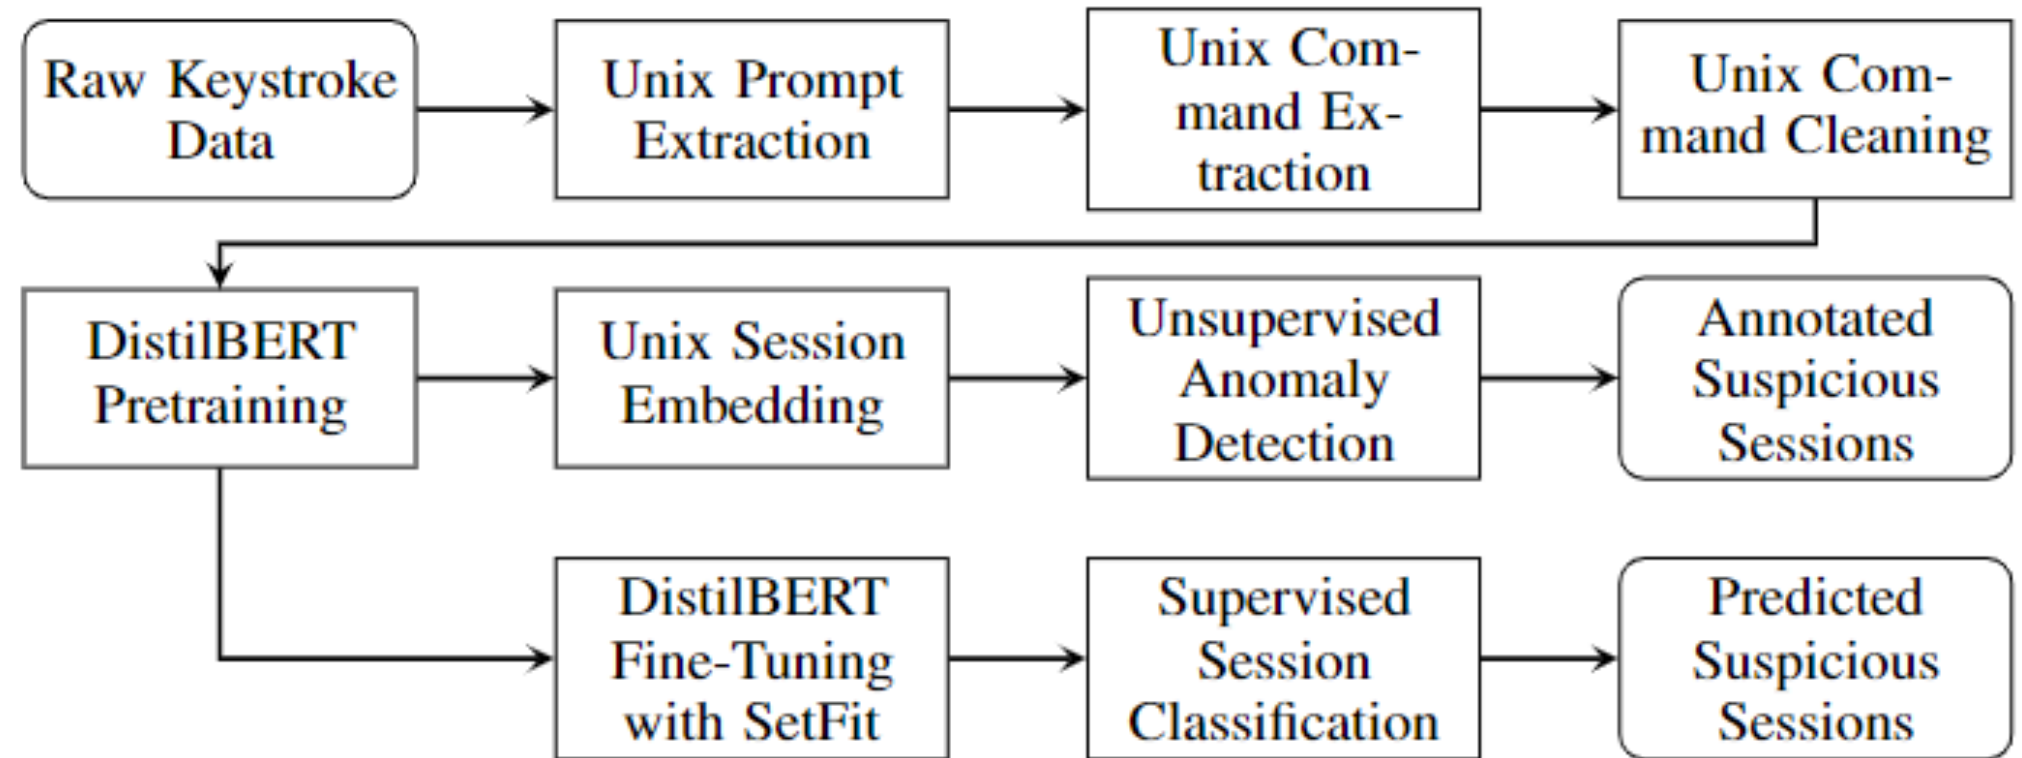 Raw Keystroke
Data
Unix Prompt
Extraction
Unix Com-
mand Ex-
traction
Unix Com-
mand Cleaning
DistilBERT
Pretraining
Unix Session
Embedding
Unsupervised
Anomaly
Detection
Annotated
Suspicious
Sessions
DistilBERT
Fine-Tuning
with SetFit
Supervised
Session
Classification
Predicted
Suspicious
Sessions